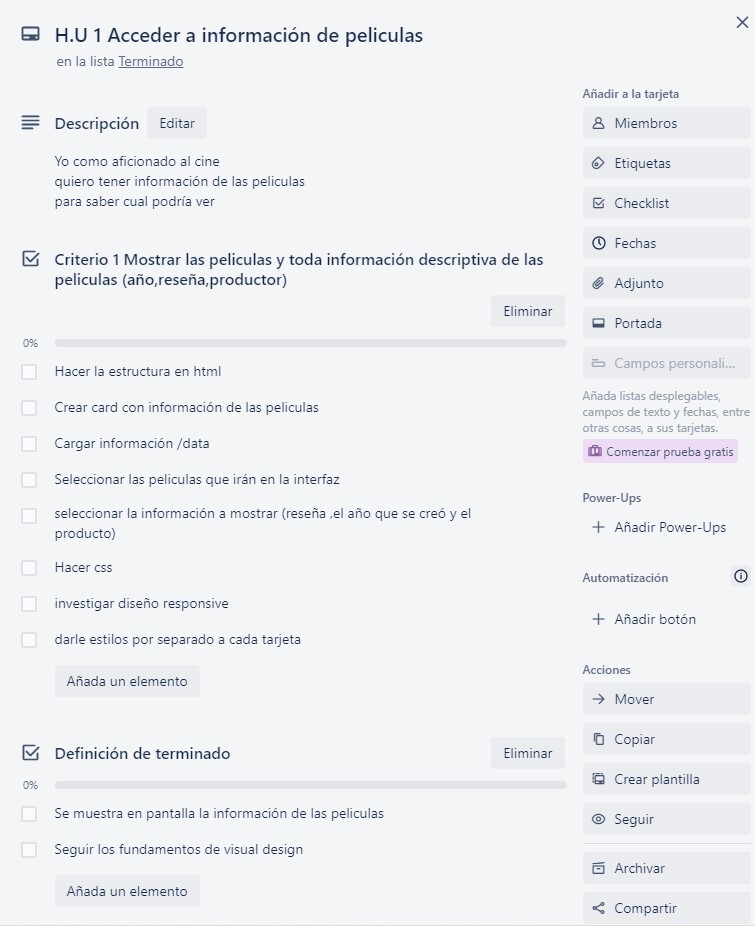 H.U 1 Acceder a información de peliculas
en la lista Terminado
Descripción
Editar
Yo como aficionado al cine
quiero tener información de las peliculas
para saber cual podría ver
Criterio 1 Mostrar las peliculas y toda información descriptiva de las
peliculas (año,reseña,productor)
Eliminar
0%
Hacer la estructura en html
Crear card con información de las peliculas
Cargar información /data
Seleccionar las peliculas que irán en la interfaz
seleccionar la información a mostrar (reseña ,el año que se creó y el
producto)
Hacer css
investigar diseño responsive
darle estilos por separado a cada tarjeta
Añada un elemento
Definición de terminado
Eliminar
0%
Se muestra en pantalla la información de las peliculas
Seguir los fundamentos de visual design
Añada un elemento
Añadir a la tarjeta
Miembros
Etiquetas
Checklist
Fechas
Adjunto
Portada
Campos personali...
Añada listas desplegables,
campos de texto y fechas, entre
otras cosas, a sus tarjetas.
Comenzar prueba gratis
Power-Ups
Añadir Power-Ups
Automatización
Añadir botón
Acciones
Mover
Copiar
Crear plantilla
Seguir
Archivar
Compartir